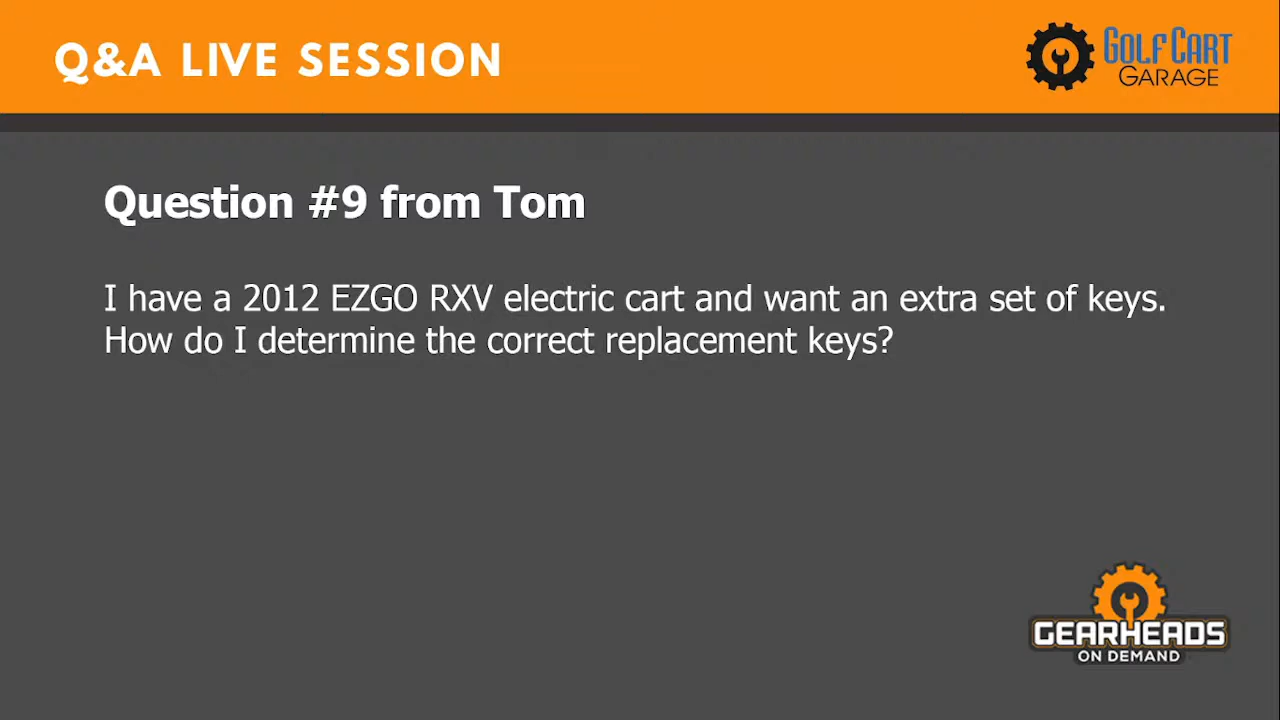 Q&A LIVE SESSION
GOLF CART
GARAGE
Question #9 from Tom
I have a 2012 EZGO RXV electric cart and want an extra set of keys.
How do I determine the correct replacement keys?
GEARHEADS
ON DEMAND